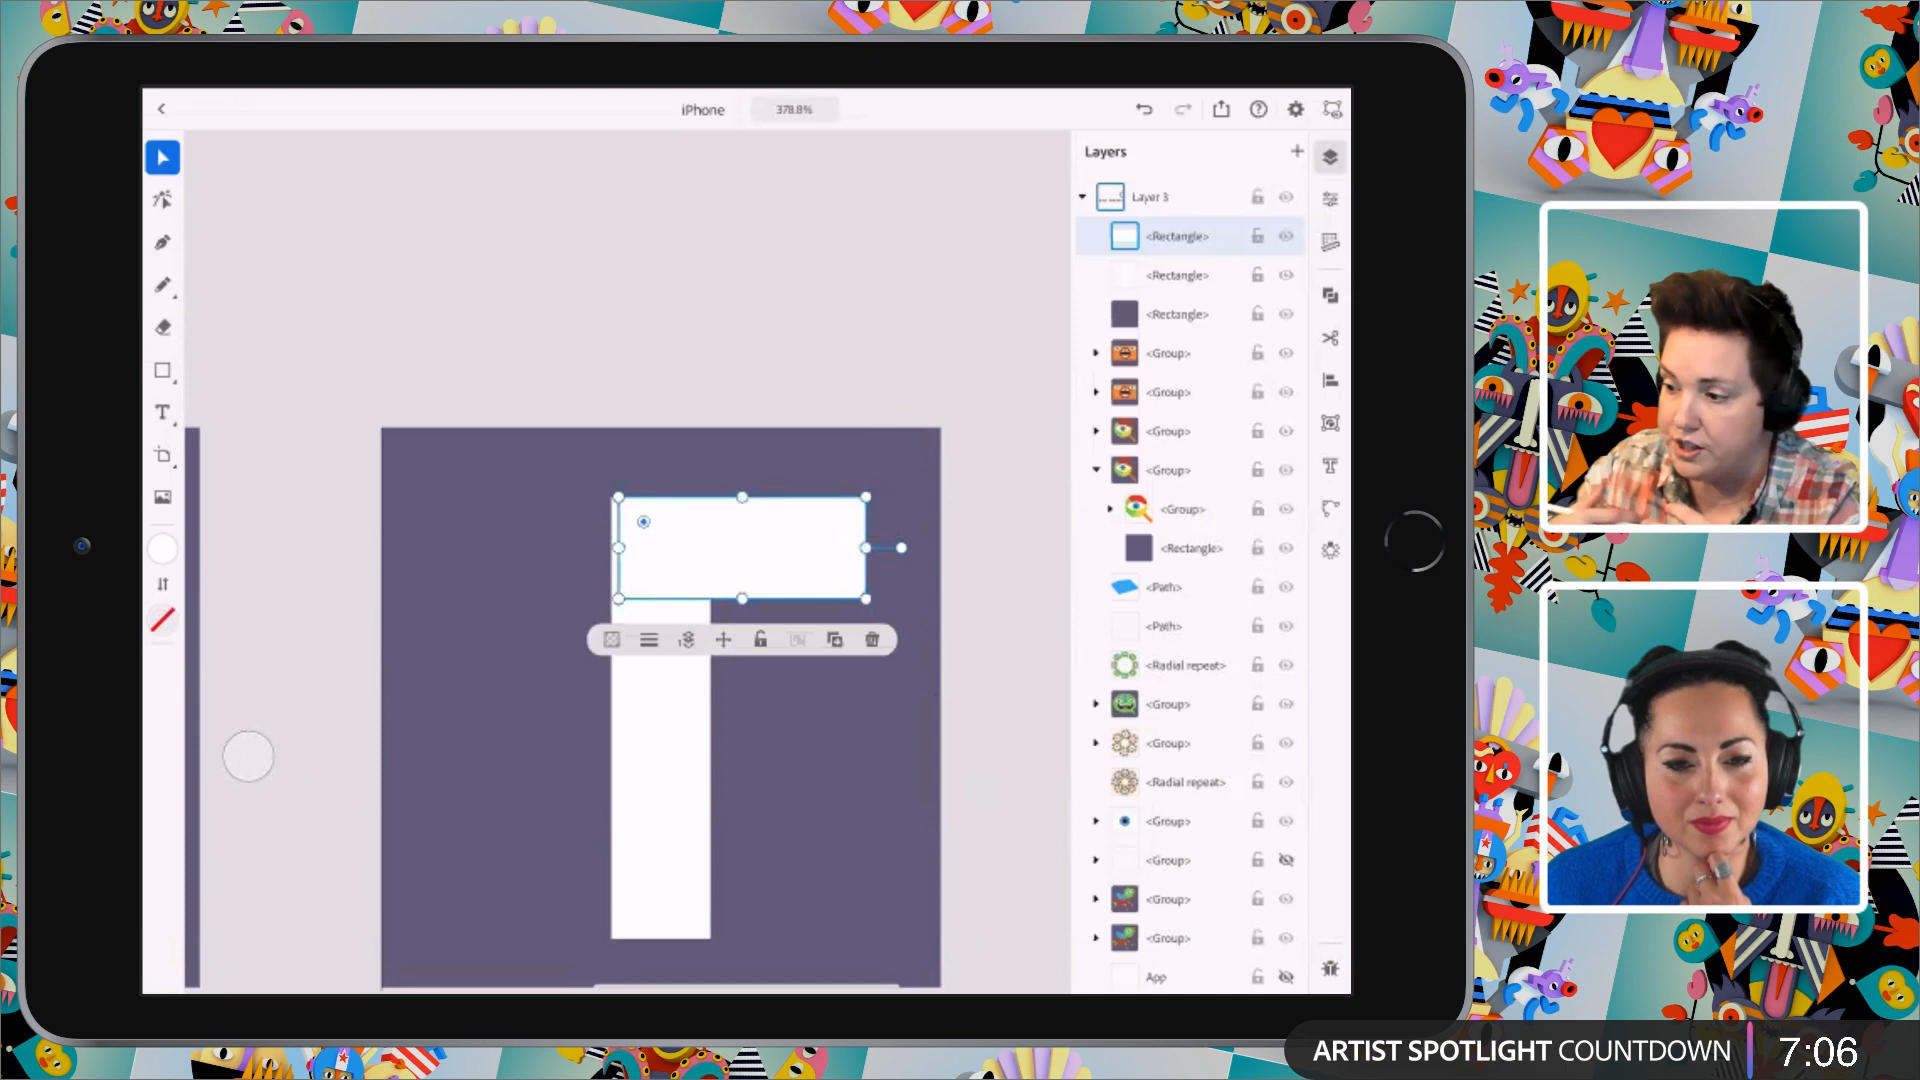 iPhone
378.8%
Layers
Layer 3
<Rectangle>
<Rectangle>
<Rectangle>
<Group>
<Group>
<Group>
<Group>
<Group>
<Rectangle>
<Path>
<Path>
<Radial repeat>
<Group>
<Group>
<Radial repeat>
<Group>
<Group>
<Group>
<Group>
App
ARTIST SPOTLIGHT COUNTDOWN
7:06